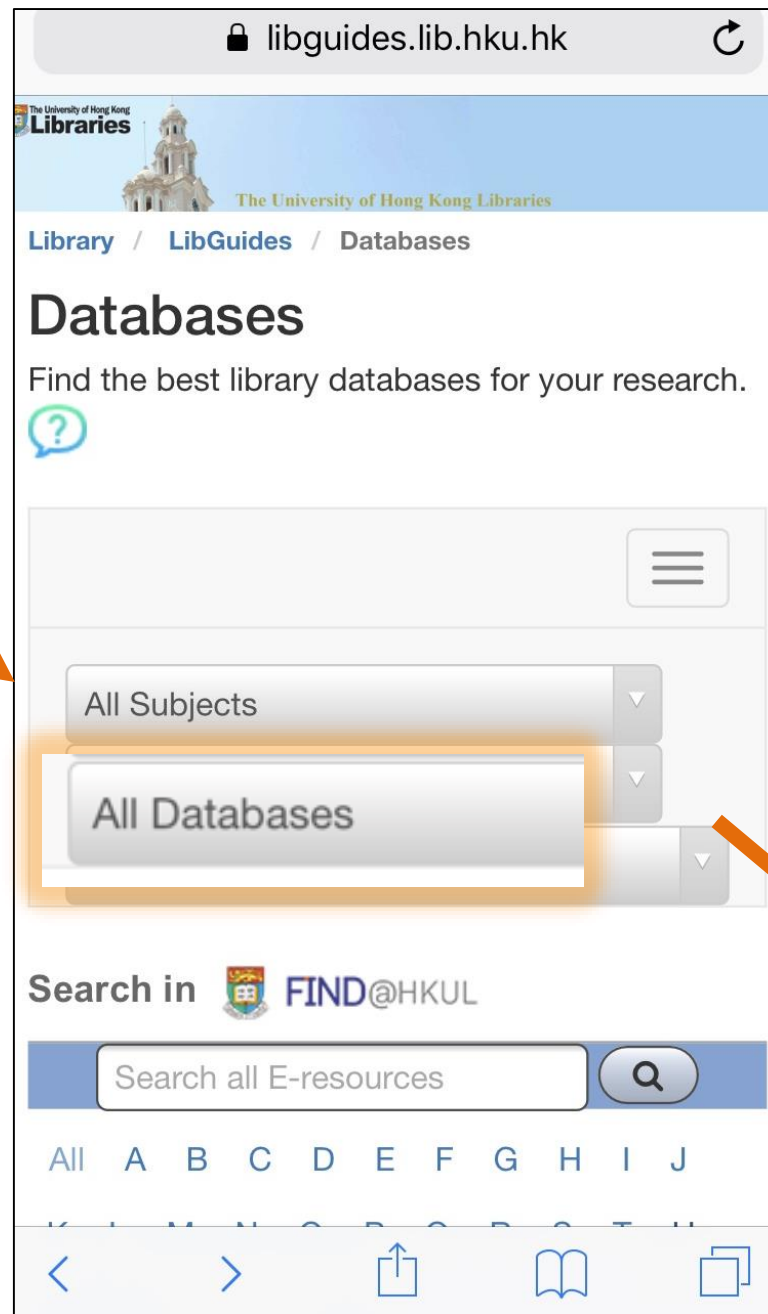 libguides.lib.hku.hk
The University of Hong Kong
Libraries
The University of Hong Kong Libraries
Library / LibGuides / Databases
Databases
Find the best library databases for your research.
?
All Subjects
All Databases
Search in FIND@HKUL
Search all E-resources
All A B C D E F G H I J